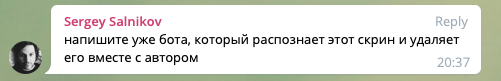 Sergey Salnikov Reply
напишите уже бота, который распознает этот скрин и удаляет
его вместе с автором
20:37